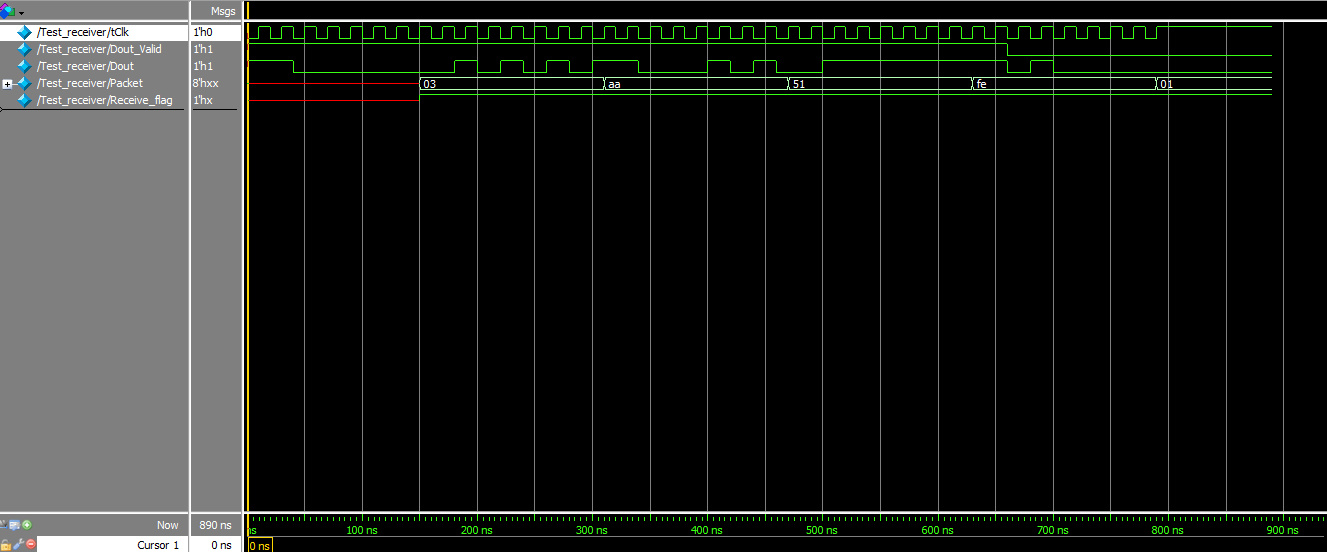 Msgs
/Test_receiver/tClk 1'h0
/Test_receiver/Dout_Valid 1'h1
/Test_receiver/Dout 1'h1
/Test_receiver/Packet 8'hxx 03 aa 51 fe 01
/Test_receiver/Receive_flag 1'hx
Now 890 ns ns 100 ns 200 ns 300 ns 400 ns 500 ns 600 ns 700 ns 800 ns 900 ns
Cursor 1 0 ns 0 ns